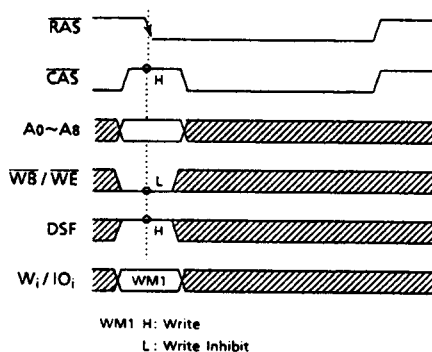 RAS
CAS
H
A0~A8
WB / WE
L
DSF
H
Wi / IOi
WM1
WM1 H: Write
L: Write Inhibit